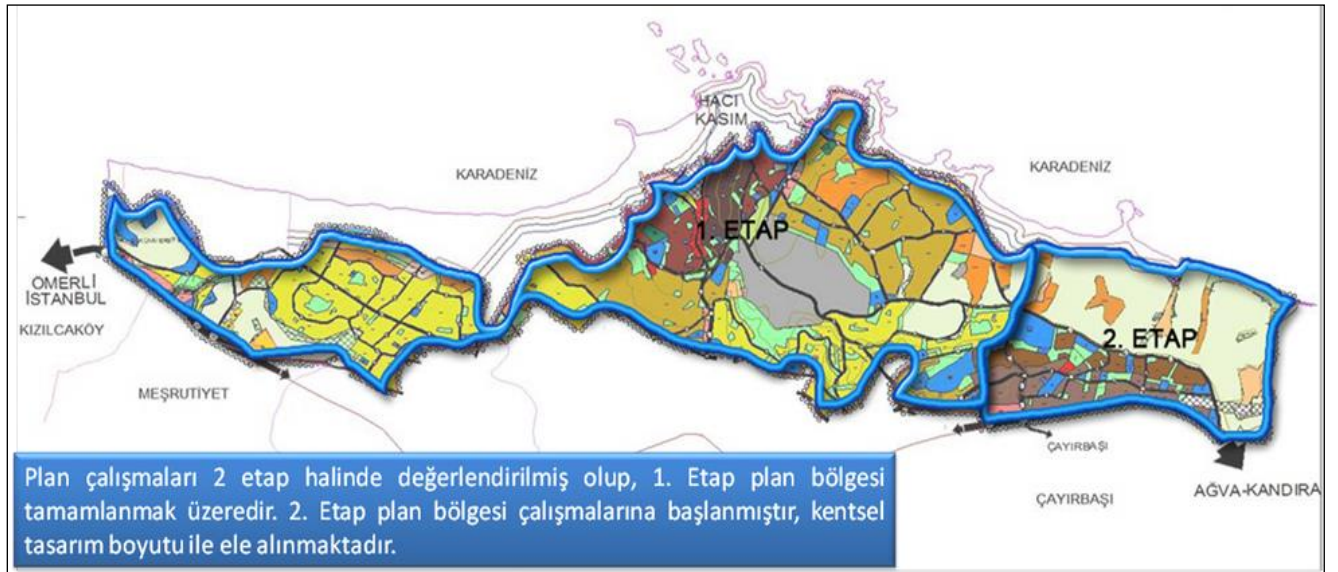 HACI
KASIM
KARADENİZ
KARADENİZ
1. ETAP
OMERLİ
İSTANBUL
KIZILCAKÖY
2. ETAP
MEŞRUTİYET
ÇAYIRBAŞI
AĞVA-KANDIRA
ÇAYIRBAŞI
Plan çalışmaları 2 etap halinde değerlendirilmiş olup, 1. Etap plan bölgesi
tamamlanmak üzeredir. 2. Etap plan bölgesi çalışmalarına başlanmıştır, kentsel
tasarım boyutu ile ele alınmaktadır.